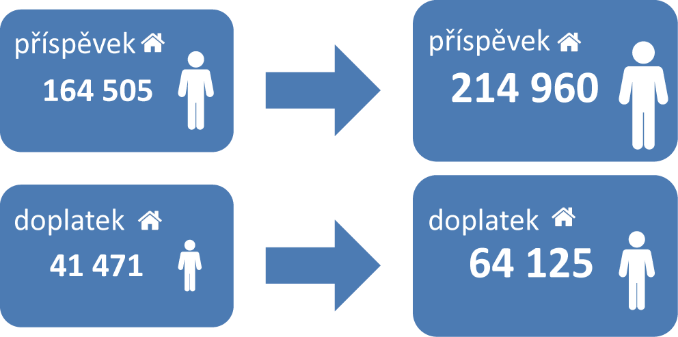 příspěvek
164 505
příspěvek
214 960
doplatek
41 471
doplatek
64 125